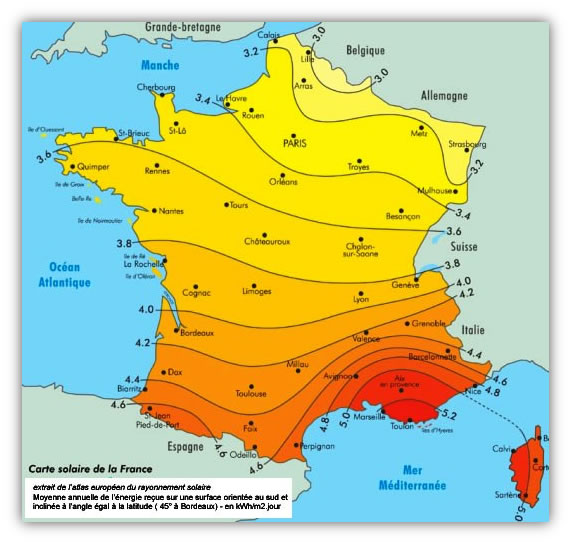 Grande-bretagne
Calais
3.0
Belgique
3.2
Lille
Manche
3.0
Cherbourg
Arras
Allemagne
Le Havre
3.4
Rouen
Ile d'Ouessant
St-Brieuc
St-Lô
PARIS
Metz
Strasbourg
3.6
Quimper
Rennes
Troyes
3.2
Ile de Groix
Orléans
Mulhouse
Belle Ile
Nantes
Tours
Besançon
3.4
Ile de Noirmoutier
3.6
3.8
Châteauroux
Chalon-
sur-Saone
Suisse
Ile de Ré
La Rochelle
3.8
Océan
Atlantique
Ile d'Oléron
Genève
4.0
Cognac
Limoges
Lyon
4.2
4.0
Grenoble
Italie
4.2
Bordeaux
Valence
4.4
Barcelonnette
4.4
Dax
Millau
Avignon
4.6
Biarritz
Toulouse
Aix
en provence
Nice
4.8
4.6
St Jean
Pied-de-Port
4.8
5.0
Marseille
5.2
Foix
Toulon
Iles d'Hyeres
Espagne
4.6
Odeillo
4.6
Perpignan
Calvi
Carte solaire de la France
Mer
Méditerranée
Sartène
5.0
extrait de l'atlas européen du rayonnement solaire
Moyenne annuelle de l'énergie reçue sur une surface orientée au sud et
inclinée à l'angle égal à la latitude ( 45° à Bordeaux) - en kWh/m2.jour